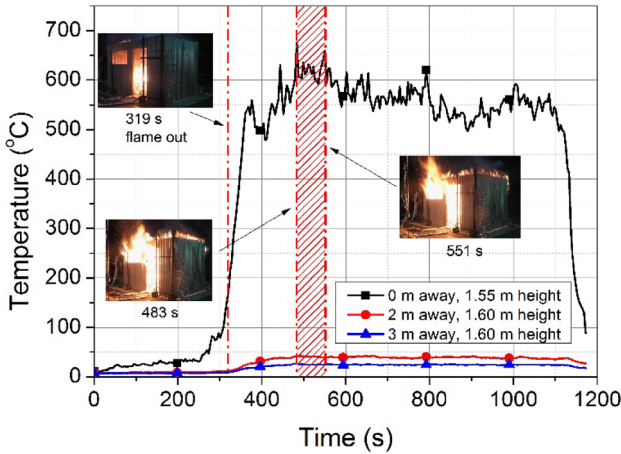 750
700
600
500
400
300
200
100
0
Temperature (°C)
319 s
flame out
483 s
551 s
0 m away, 1.55 m height
2 m away, 1.60 m height
3 m away, 1.60 m height
0 200 400 600 800 1000 1200
Time (s)